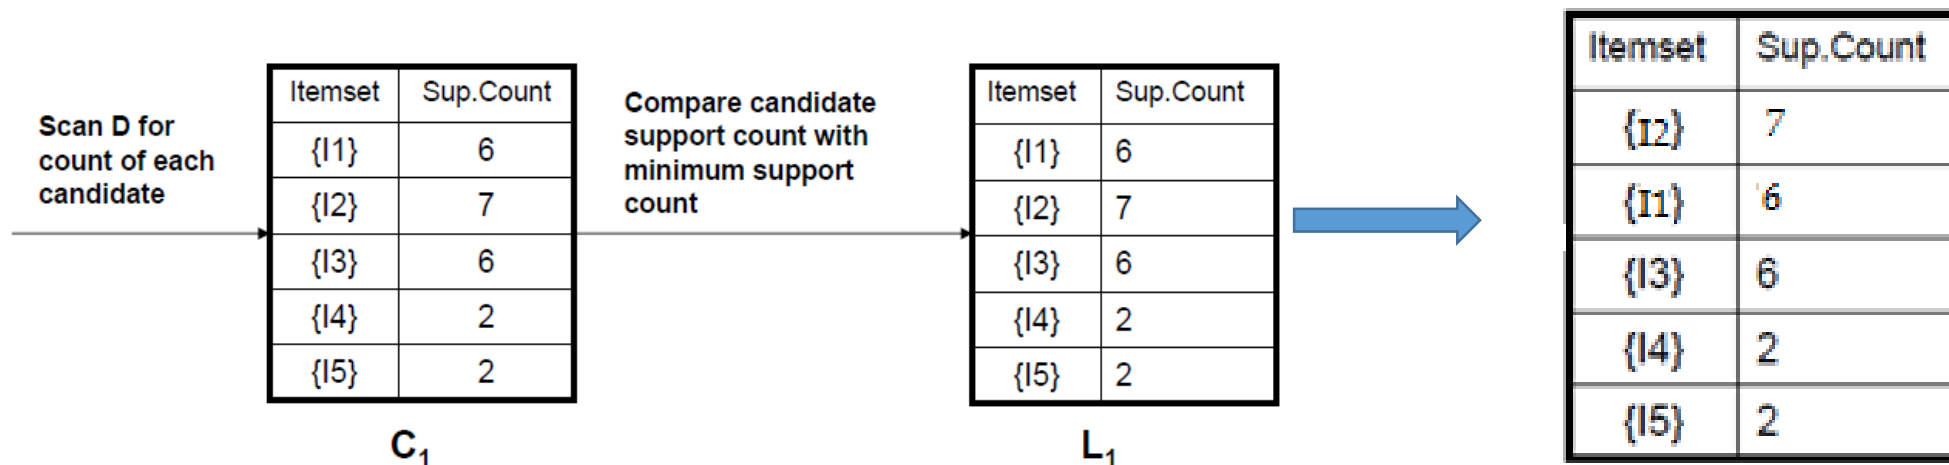 Scan D for
count of each
candidate
Itemset Sup.Count
{I1} 6
{I2} 7
{I3} 6
{I4} 2
{I5} 2
C1
Compare candidate
support count with
minimum support
count
Itemset Sup.Count
{I1} 6
{I2} 7
{I3} 6
{I4} 2
{I5} 2
L1
Itemset Sup.Count
{I2} 7
{I1} 6
{I3} 6
{I4} 2
{I5} 2